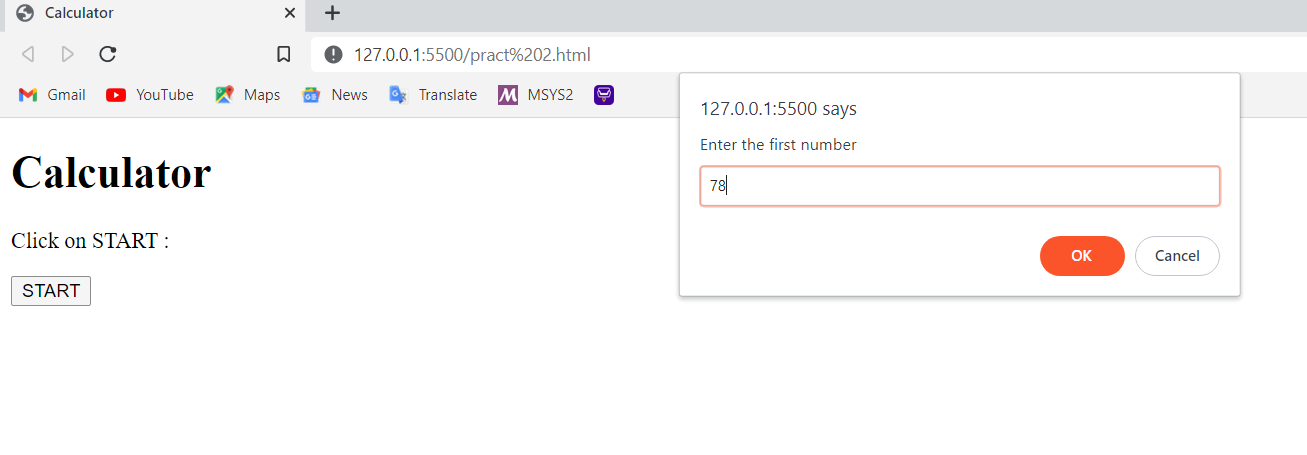 Calculator
127.0.0.1:5500/pract%202.html
Gmail YouTube Maps News Translate MSYS2
127.0.0.1:5500 says
Enter the first number
78
OK Cancel
Calculator
Click on START :
START